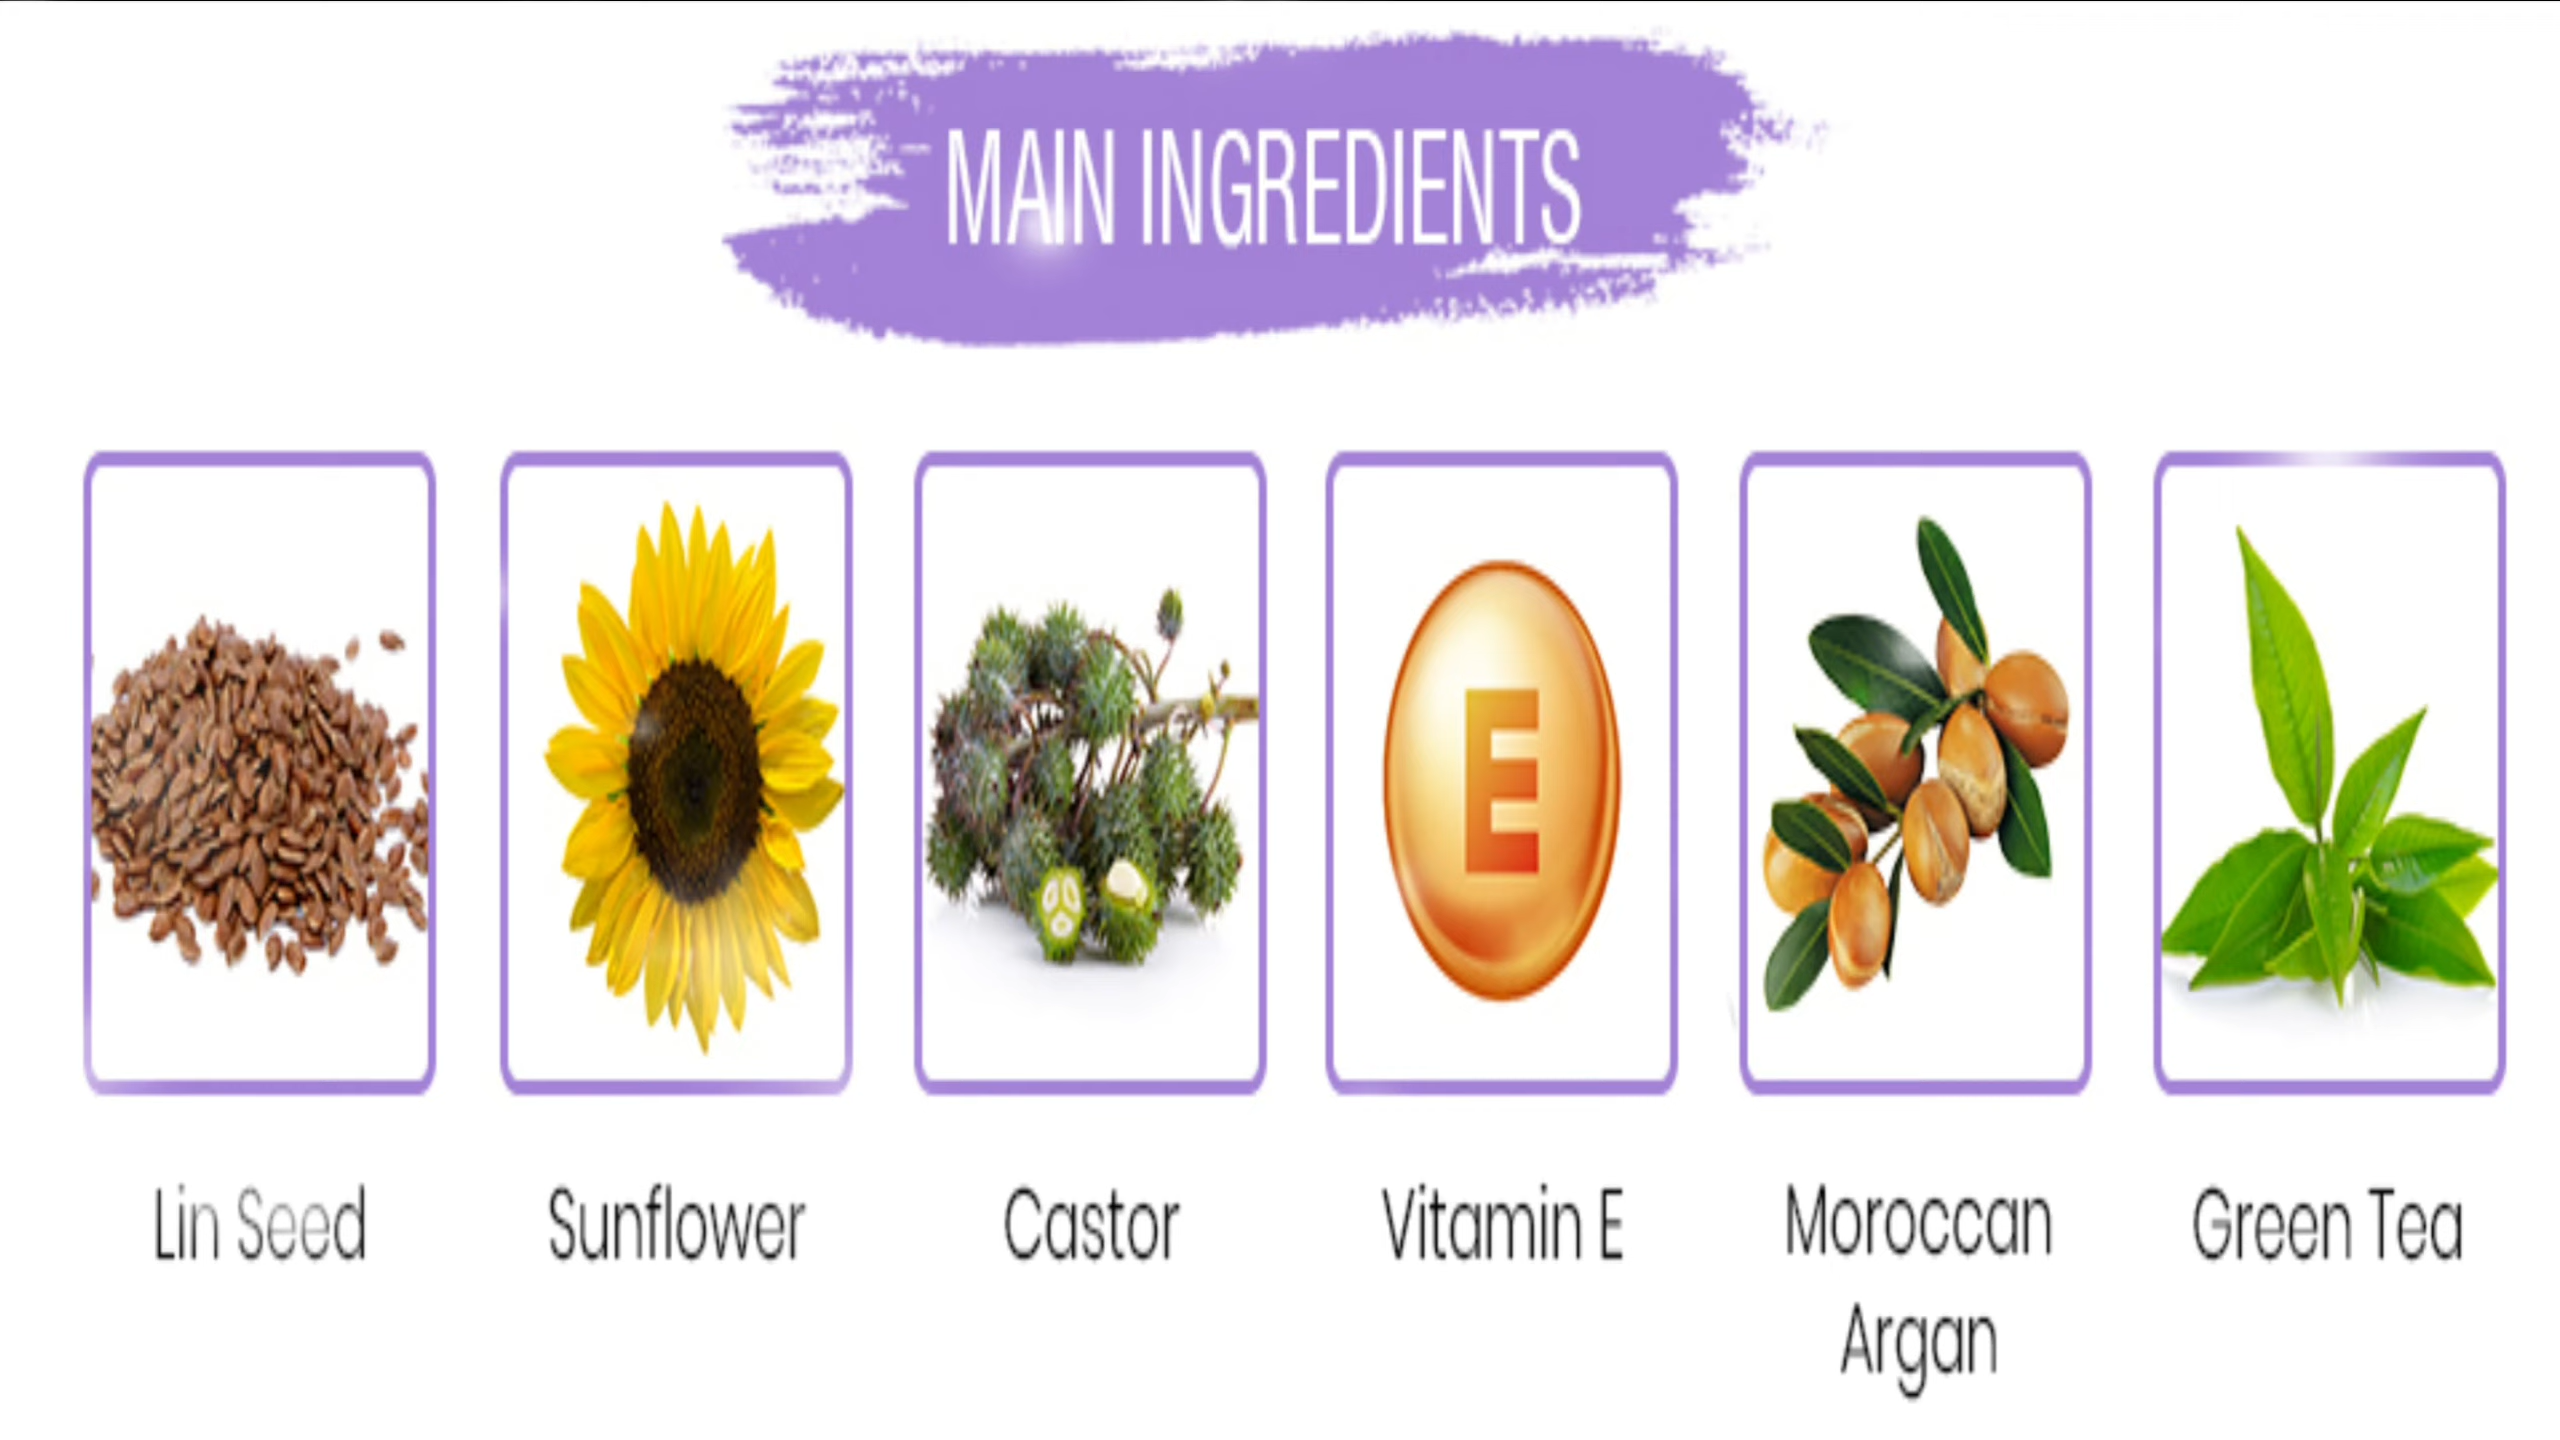 MAIN INGREDIENTS
E
Lin Seed
Sunflower
Castor
Vitamin E
Moroccan
Argan
Green Tea